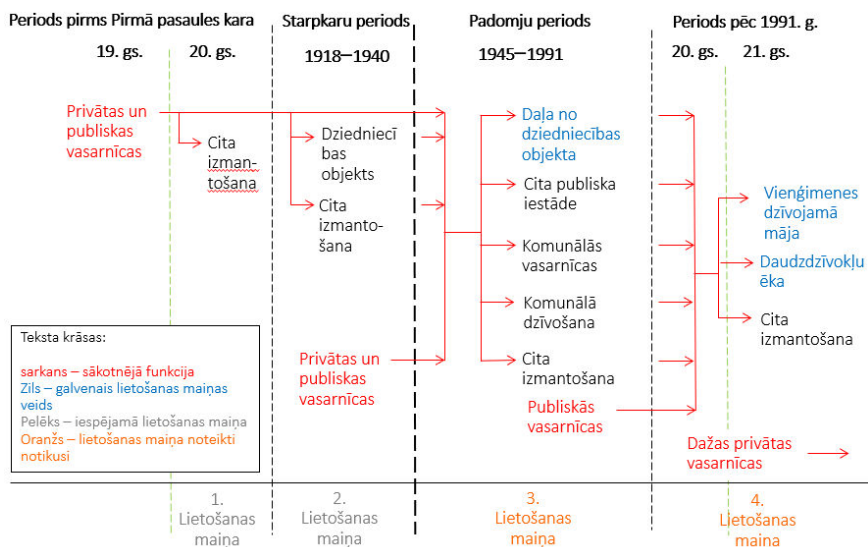 Periods pirms Pirmā pasaules kara
Starpkaru periods
Padomju periods
Periods pēc 1991. g.
19. gs.
20. gs.
1918–1940
1945–1991
20. gs.
21. gs.
Privātas un
publiskas
vasarnīcas
Cita
izman-
tošana
Dziedniecī
bas
objekts
Cita
izmanto-
šana
Privātas un
publiskas
vasarnīcas
Daļa no
dziedniecības
objekta
Cita publiska
iestāde
Komunālās
vasarnīcas
Komunālā
dzīvošana
Cita
izmantošana
Publiskās
vasarnīcas
Vienģimenes
dzīvojamā
māja
Daudzdzīvokļu
ēka
Cita
izmantošana
Dažas privātas
vasarnīcas
Teksta krāsas:
sarkans – sākotnējā funkcija
Zils – galvenais lietošanas maiņas
veids
Pelēks – iespējamā lietošanas maiņa
Oranžs – lietošanas maiņa noteikti
notikusi
1.
Lietošanas
maiņa
2.
Lietošanas
maiņa
3.
Lietošanas
maiņa
4.
Lietošanas
maiņa